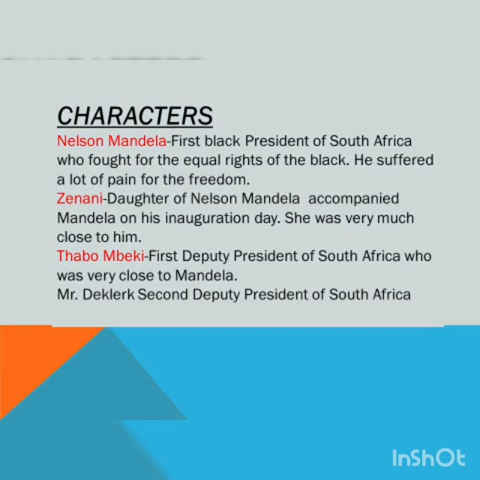 CHARACTERS
Nelson Mandela-First black President of South Africa
who fought for the equal rights of the black. He suffered
a lot of pain for the freedom.
Zenani-Daughter of Nelson Mandela accompanied
Mandela on his inauguration day. She was very much
close to him.
Thabo Mbeki-First Deputy President of South Africa who
was very close to Mandela.
Mr. Deklerk Second Deputy President of South Africa
InShOt